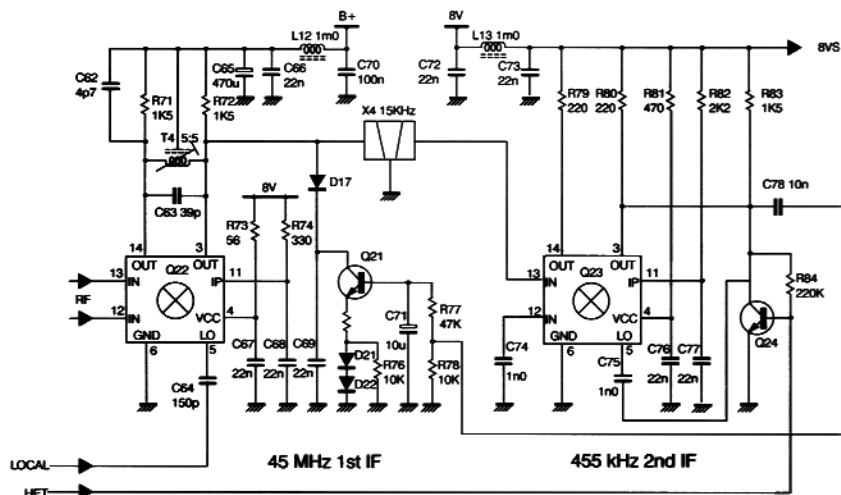 B+
8V
L12 1m0
L13 1m0
8VS
C62
4p7
C65
470u
C66
22n
C70
100n
C72
22n
C73
22n
R71
1K5
R72
1K5
R79
220
R80
220
R81
470
R82
2K2
R83
1K5
X4 15KHz
T4 5:5
D17
C78 10n
C63 39p
8V
R73
56
R74
330
14
3
OUT
OUT
Q22
13
IN
IP
11
RF
12
IN
VCC
4
GND
LO
6
5
Q21
C71
10u
R77
47K
R78
10K
D21
D22
R76
10K
C67
22n
C68
22n
C69
22n
C64
150p
14
3
OUT
OUT
Q23
13
IN
IP
11
12
IN
VCC
4
GND
LO
6
5
R84
220K
Q24
C74
1n0
C75
1n0
C76
22n
C77
22n
LOCAL
45 MHz 1st IF
455 kHz 2nd IF
HET